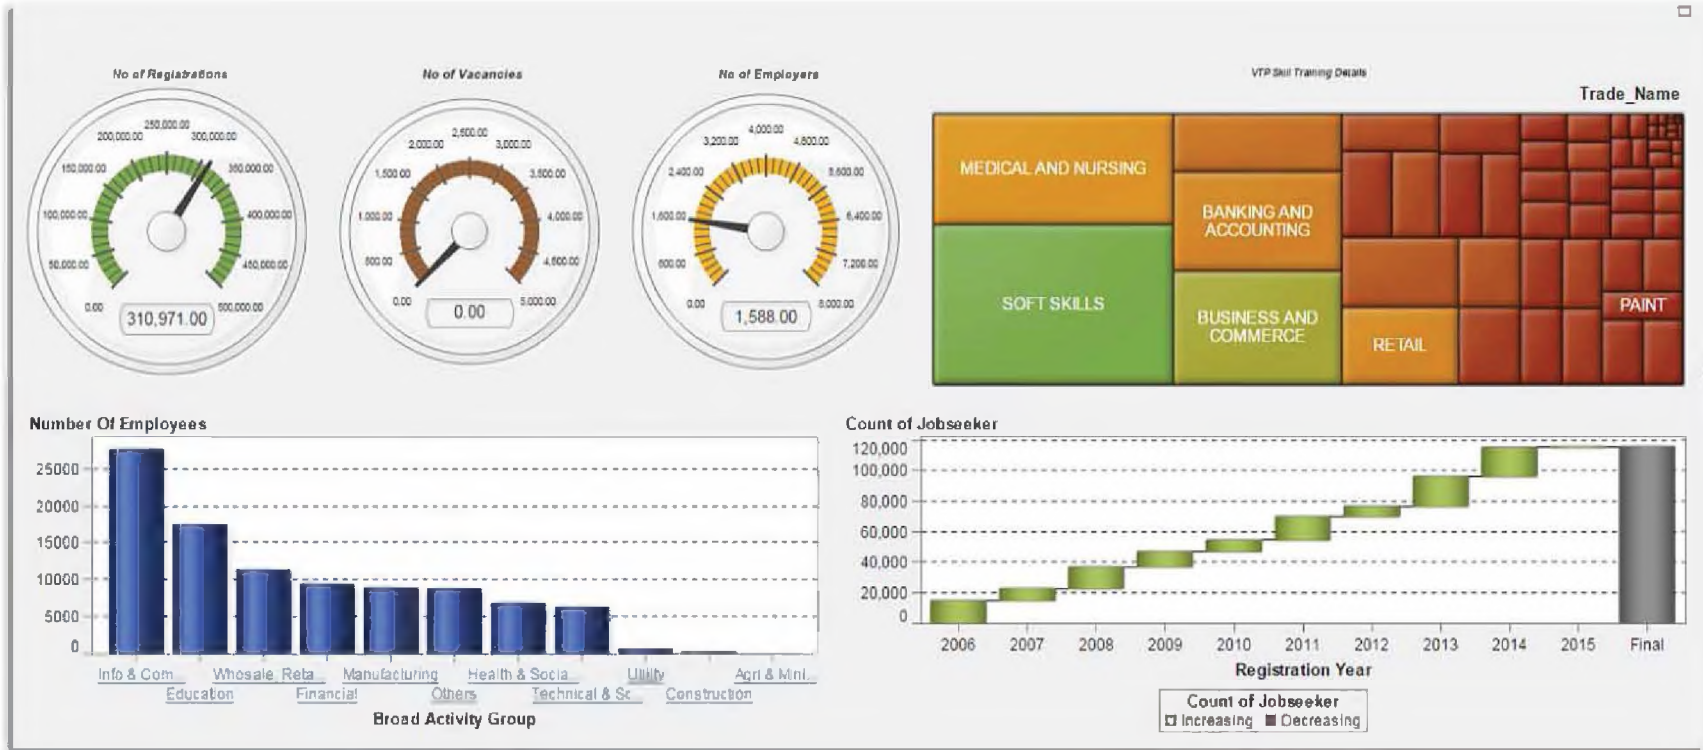 No of Registrations
0.00
50,000.00
100,000.00
150,000.00
200,000.00
250,000.00
300,000.00
350,000.00
400,000.00
450,000.00
500,000.00
310,971.00
No of Vacancies
0.00
500.00
1,000.00
1,500.00
2,000.00
2,500.00
3,000.00
3,500.00
4,000.00
4,500.00
5,000.00
0.00
No of Employers
0.00
800.00
1,600.00
2,400.00
3,200.00
4,000.00
4,800.00
5,600.00
6,400.00
7,200.00
8,000.00
1,588.00
VTP Skill Training Details
Trade_Name
MEDICAL AND NURSING
SOFT SKILLS
BANKING AND
ACCOUNTING
BUSINESS AND
COMMERCE
RETAIL
PAINT
Number Of Employees
25000
20000
15000
10000
5000
0
Info & Com...
Education
Whosale, Reta...
Financial
Manufacturing
Others
Health & Socia...
Technical & Sc...
Utility
Construction
Agri & Mini...
Broad Activity Group
Count of Jobseeker
120,000
100,000
80,000
60,000
40,000
20,000
0
2006
2007
2008
2009
2010
2011
2012
2013
2014
2015
Final
Registration Year
Count of Jobseeker
Increasing
Decreasing